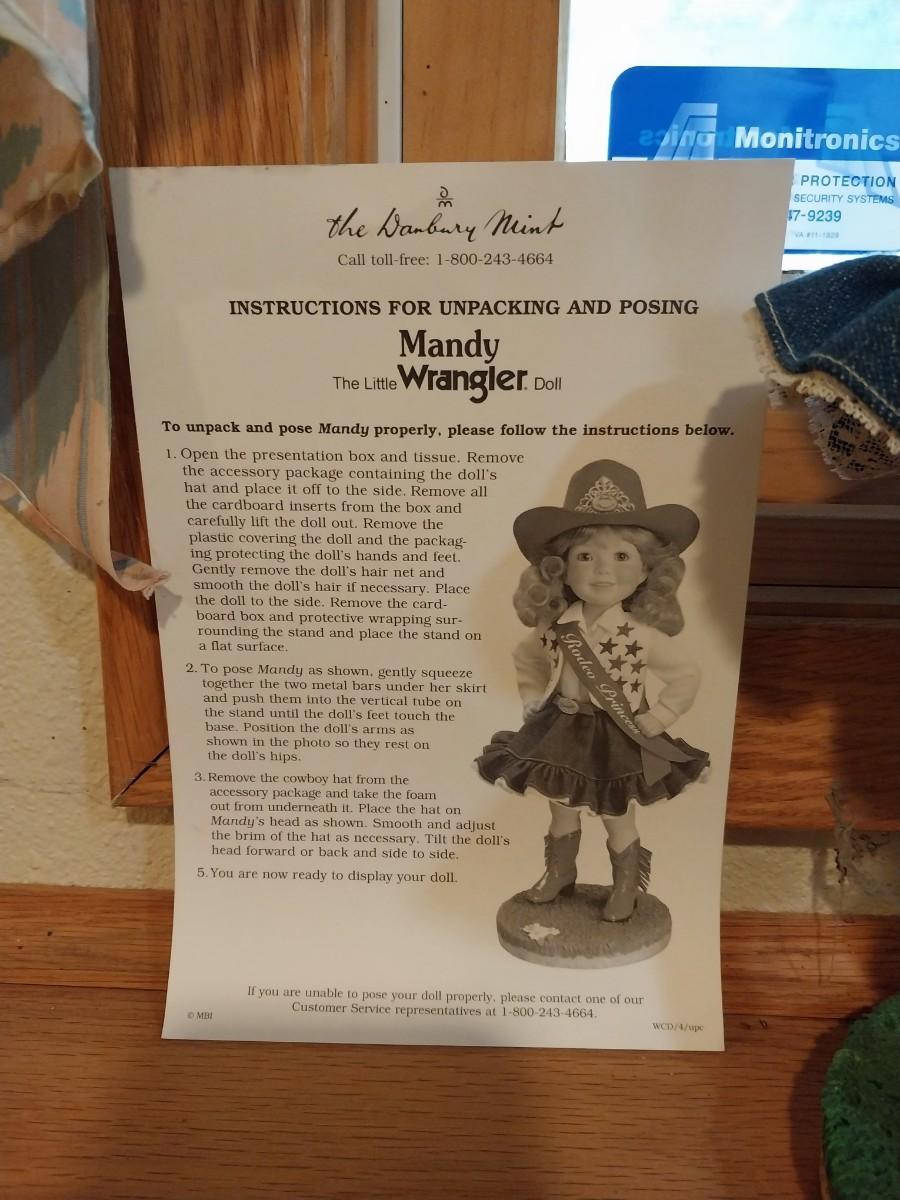 Monitronics
PROTECTION
SECURITY SYSTEMS
47-9239
VA #11-1929
the Danbury Mint
Call toll-free: 1-800-243-4664
INSTRUCTIONS FOR UNPACKING AND POSING
Mandy
The Little Wrangler® Doll
To unpack and pose Mandy properly, please follow the instructions below.
1. Open the presentation box and tissue. Remove
the accessory package containing the doll's
hat and place it off to the side. Remove all
the cardboard inserts from the box and
carefully lift the doll out. Remove the
plastic covering the doll and the packag-
ing protecting the doll's hands and feet.
Gently remove the doll's hair net and
smooth the doll's hair if necessary. Place
the doll to the side. Remove the card-
board box and protective wrapping sur-
rounding the stand and place the stand on
a flat surface.
2. To pose Mandy as shown, gently squeeze
together the two metal bars under her skirt
and push them into the vertical tube on
the stand until the doll's feet touch the
base. Position the doll's arms as
shown in the photo so they rest on
the doll's hips.
3. Remove the cowboy hat from the
accessory package and take the foam
out from underneath it. Place the hat on
Mandy's head as shown. Smooth and adjust
the brim of the hat as necessary. Tilt the doll's
head forward or back and side to side.
5. You are now ready to display your doll.
Rodeo Princess
If you are unable to pose your doll properly, please contact one of our
Customer Service representatives at 1-800-243-4664.
© MBI
WCD/4/upc